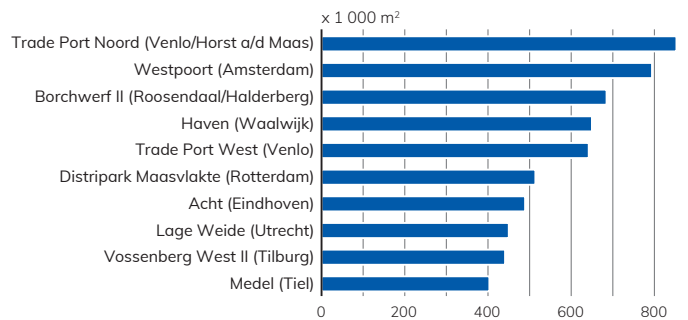 x 1 000 m²
Trade Port Noord (Venlo/Horst a/d Maas)
Westpoort (Amsterdam)
Borchwerf II (Roosendaal/Halderberg)
Haven (Waalwijk)
Trade Port West (Venlo)
Distripark Maasvlakte (Rotterdam)
Acht (Eindhoven)
Lage Weide (Utrecht)
Vossenberg West II (Tilburg)
Medel (Tiel)
0 200 400 600 800